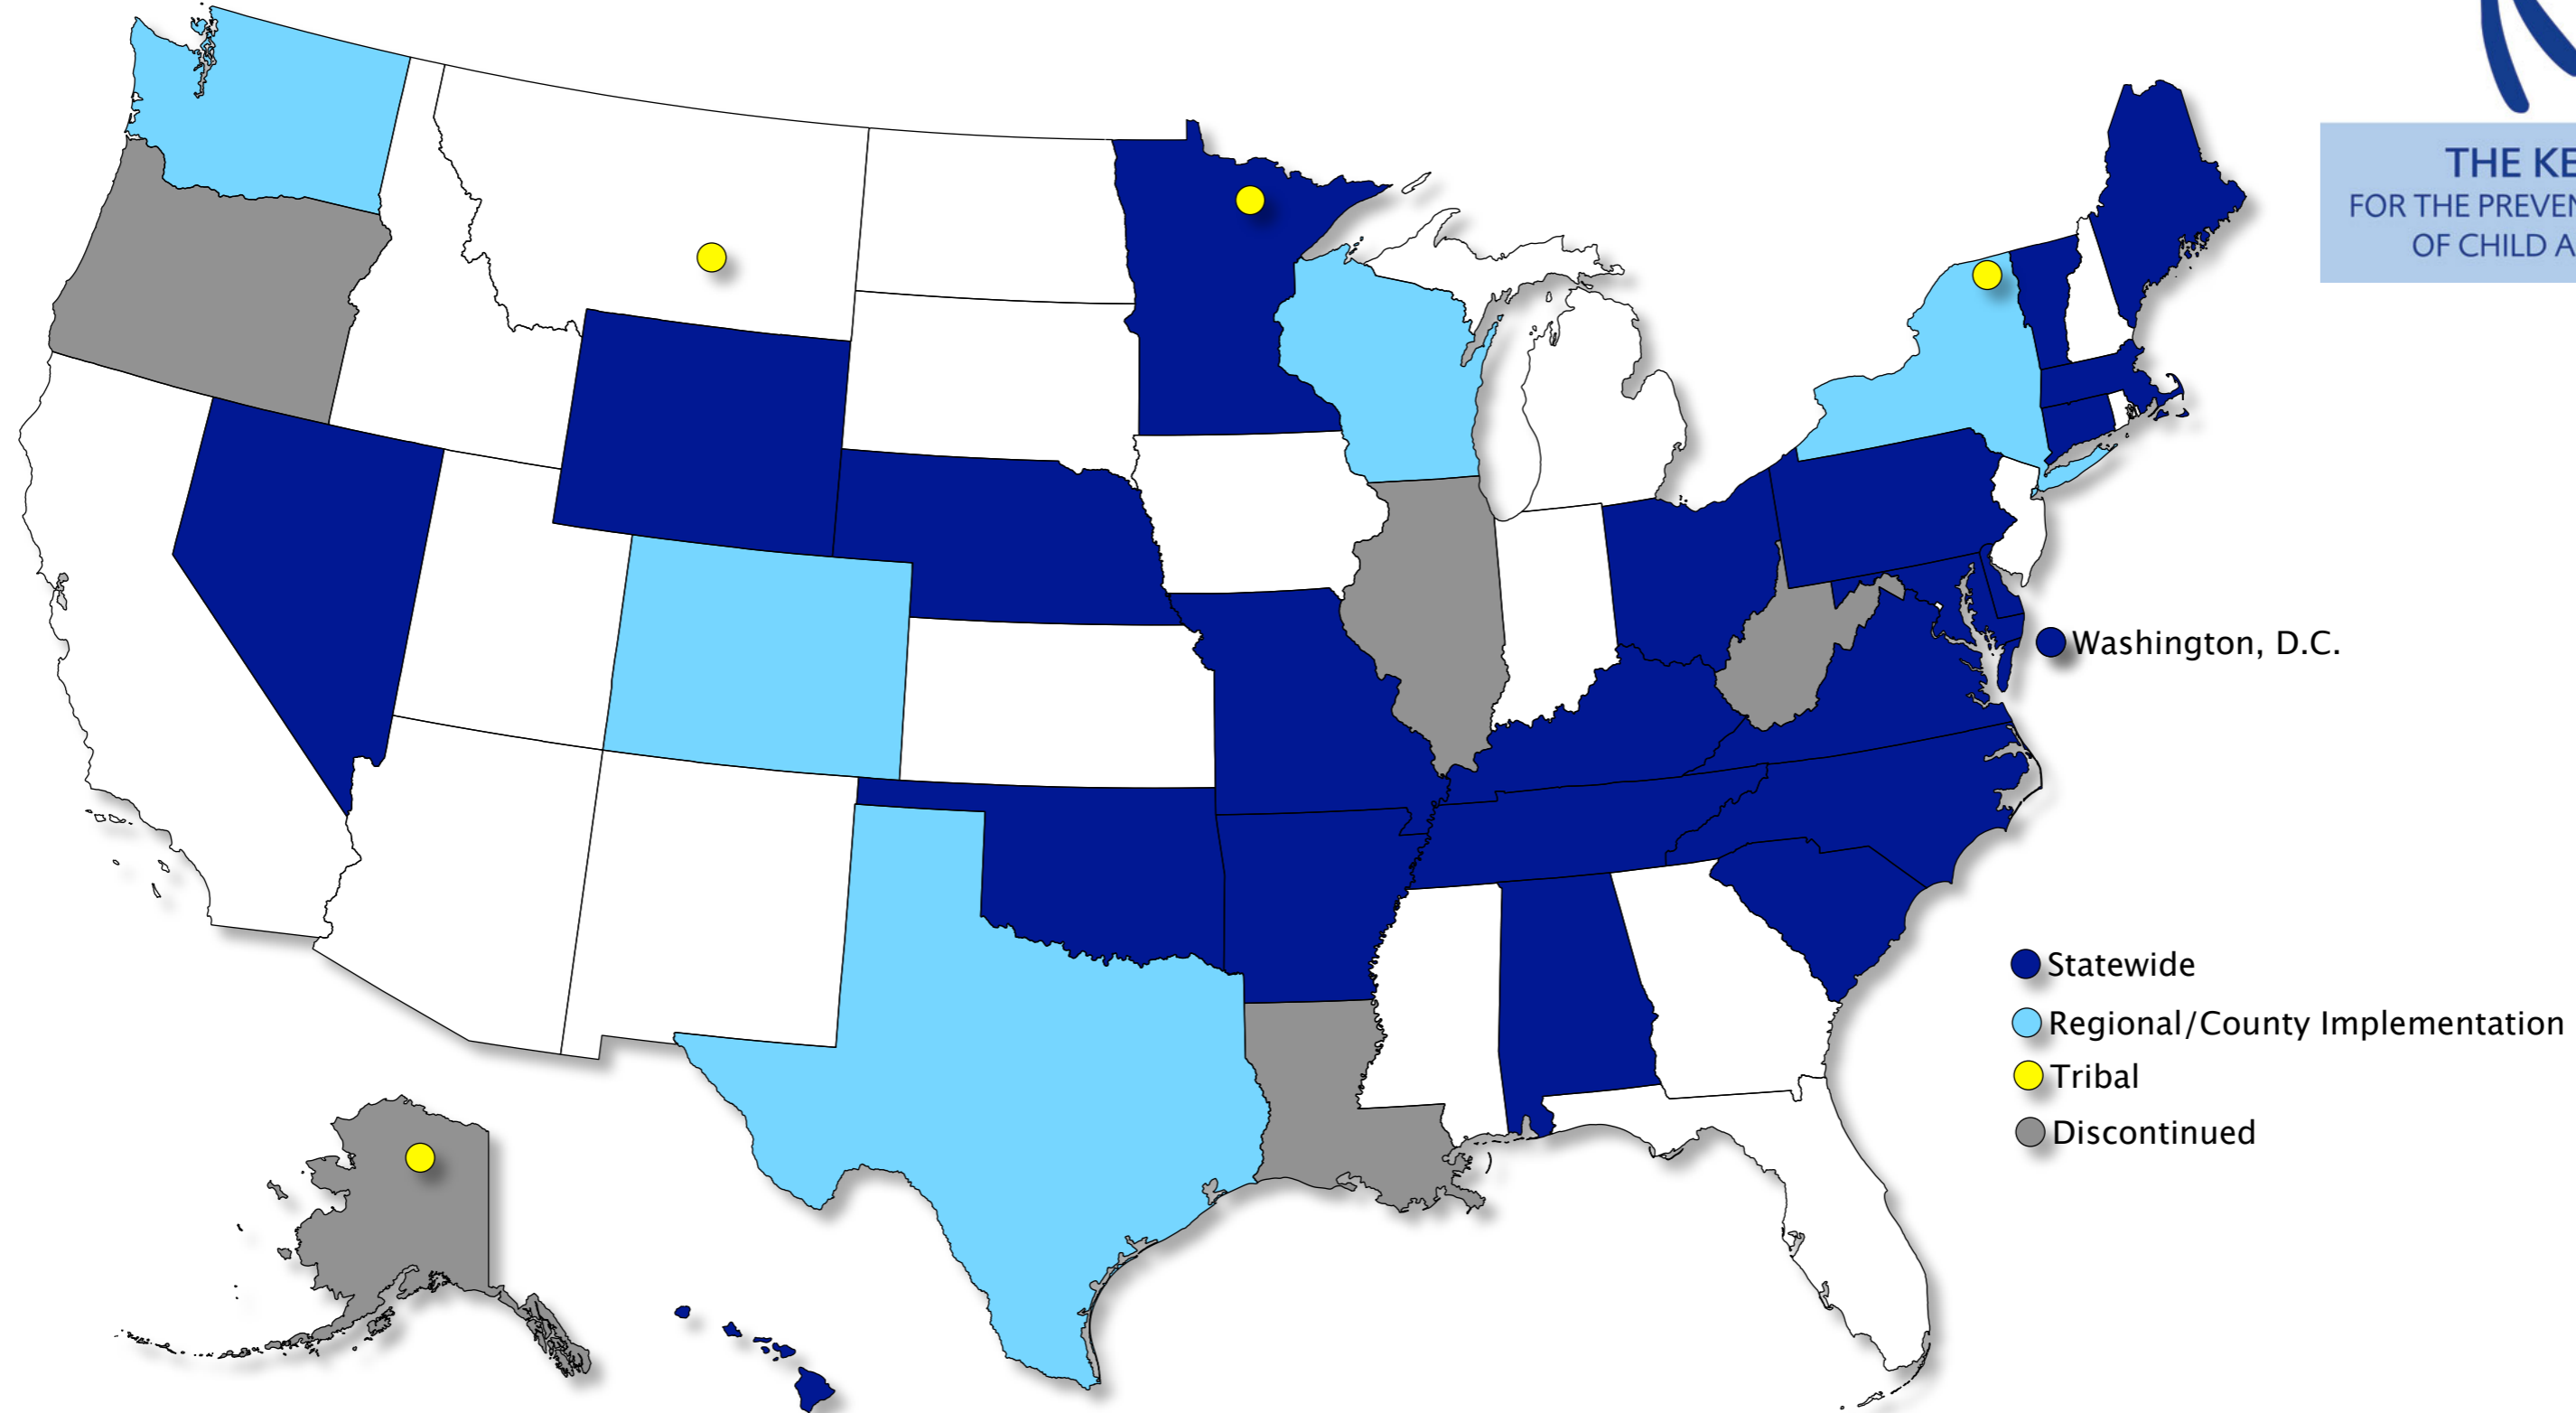 THE KE
FOR THE PREVEN
OF CHILD A
Washington, D.C.
Statewide
Regional/County Implementation
Tribal
Discontinued